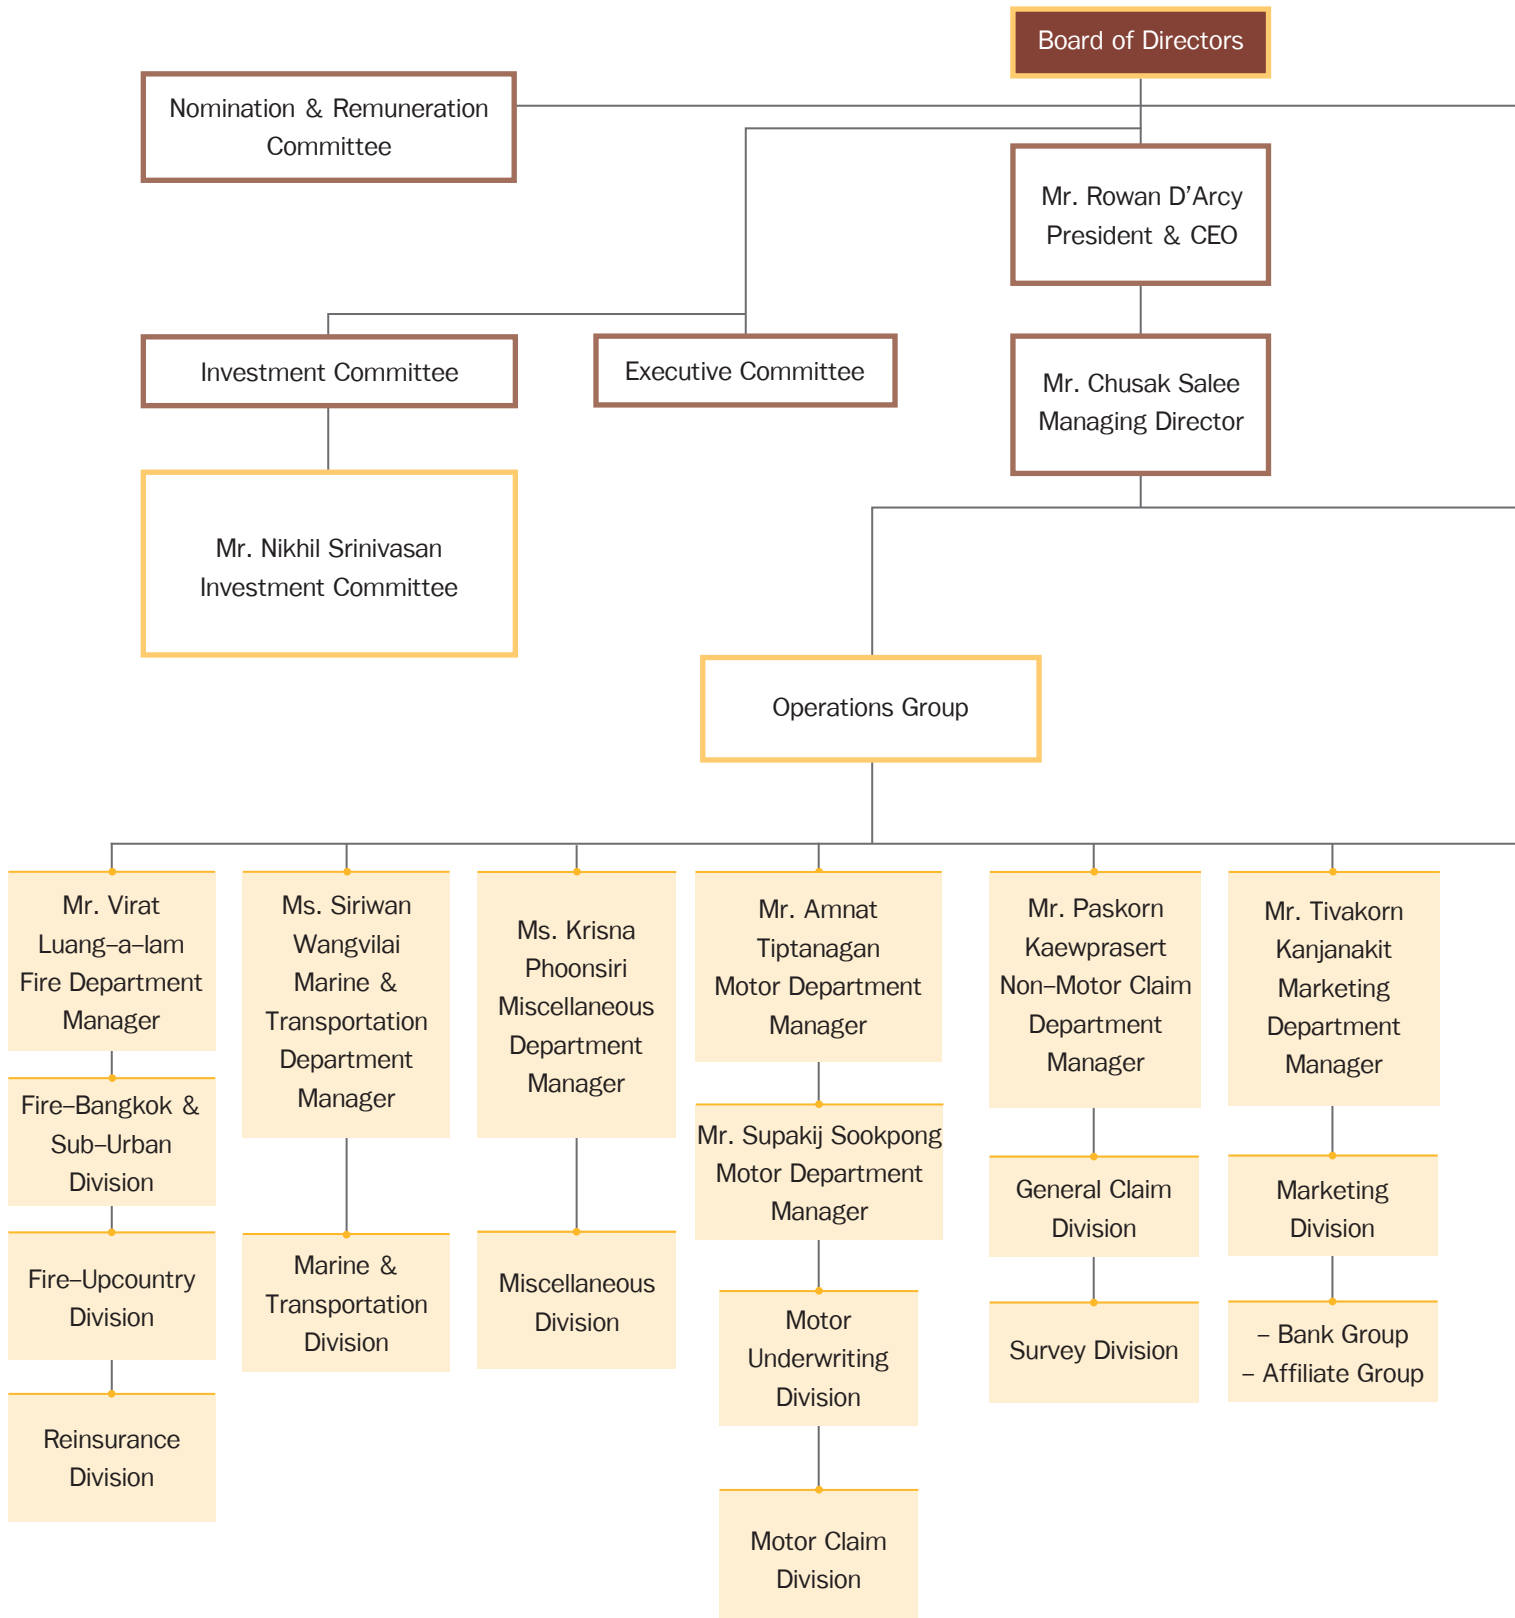 Board of Directors
Nomination & Remuneration
Committee
Mr. Rowan D’Arcy
President & CEO
Investment Committee
Executive Committee
Mr. Chusak Salee
Managing Director
Mr. Nikhil Srinivasan
Investment Committee
Operations Group
Mr. Virat
Luang–a–lam
Fire Department
Manager
Fire–Bangkok &
Sub–Urban
Division
Fire–Upcountry
Division
Reinsurance
Division
Ms. Siriwan
Wangvilai
Marine &
Transportation
Department
Manager
Marine &
Transportation
Division
Ms. Krisna
Phoonsiri
Miscellaneous
Department
Manager
Miscellaneous
Division
Mr. Amnat
Tiptanagan
Motor Department
Manager
Mr. Supakij Sookpong
Motor Department
Manager
Motor
Underwriting
Division
Motor Claim
Division
Mr. Paskorn
Kaewprasert
Non–Motor Claim
Department
Manager
General Claim
Division
Survey Division
Mr. Tivakorn
Kanjanakit
Marketing
Department
Manager
Marketing
Division
– Bank Group
– Affiliate Group